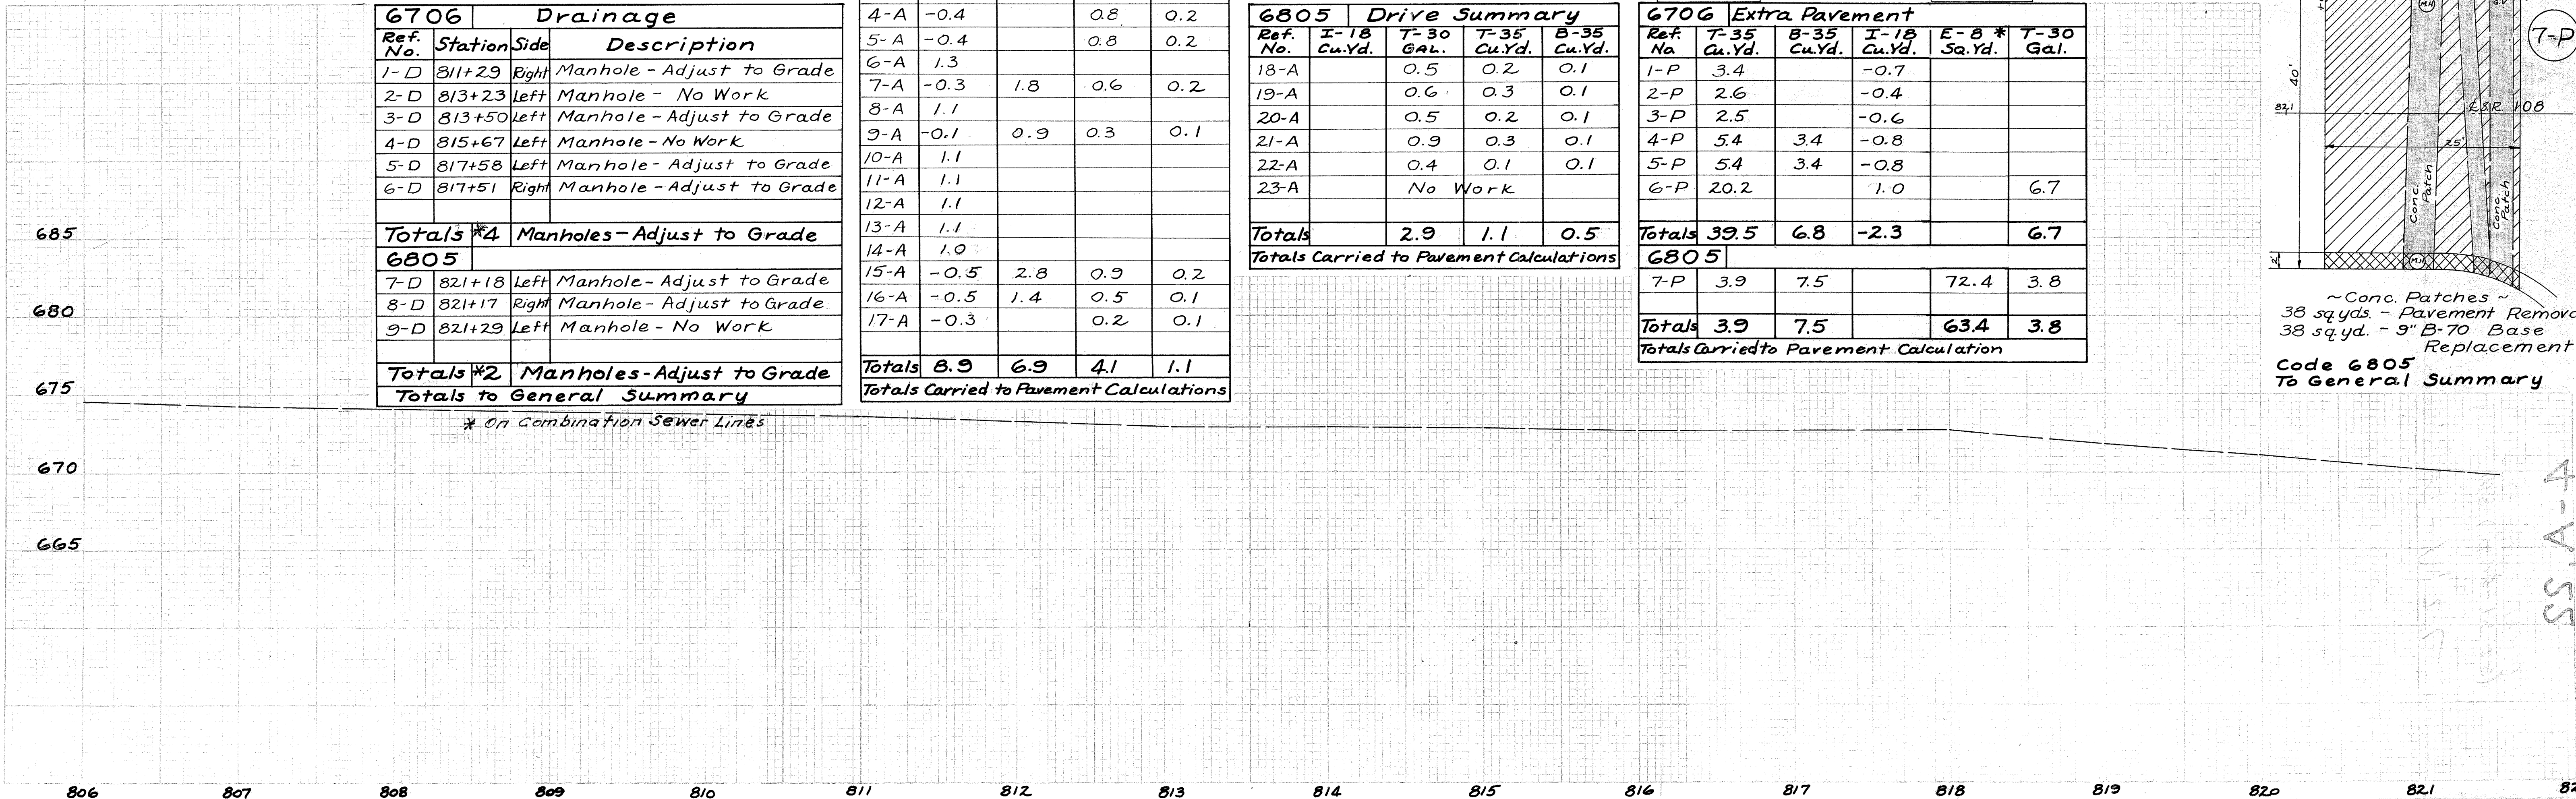 6706 Drainage
Ref. No. Station Side Description
1-D 811+29 Right Manhole - Adjust to Grade
2-D 813+23 Left Manhole - No Work
3-D 813+50 Left Manhole - Adjust to Grade
4-D 815+67 Left Manhole - No Work
5-D 817+58 Left Manhole - Adjust to Grade
6-D 817+51 Right Manhole - Adjust to Grade
Totals *4 Manholes - Adjust to Grade
6805
7-D 821+18 Left Manhole - Adjust to Grade
8-D 821+17 Right Manhole - Adjust to Grade
9-D 821+29 Left Manhole - No Work
Totals *2 Manholes - Adjust to Grade
Totals to General Summary
* On Combination Sewer Lines
4-A -0.4 0.8 0.2
5-A -0.4 0.8 0.2
6-A 1.3
7-A -0.3 1.8 0.6 0.2
8-A 1.1
9-A -0.1 0.9 0.3 0.1
10-A 1.1
11-A 1.1
12-A 1.1
13-A 1.1
14-A 1.0
15-A -0.5 2.8 0.9 0.2
16-A -0.5 1.4 0.5 0.1
17-A -0.3 0.2 0.1
Totals 8.9 6.9 4.1 1.1
Totals Carried to Pavement Calculations
6805 Drive Summary
Ref. No. I-18 Cu.Yd. T-30 GAL. T-35 Cu.Yd. B-35 Cu.Yd.
18-A 0.5 0.2 0.1
19-A 0.6 0.3 0.1
20-A 0.5 0.2 0.1
21-A 0.9 0.3 0.1
22-A 0.4 0.1 0.1
23-A No Work
Totals 2.9 1.1 0.5
Totals Carried to Pavement Calculations
6706 Extra Pavement
Ref. No T-35 Cu.Yd. B-35 Cu.Yd. I-18 Cu.Yd. E-8 * Sq.Yd. T-30 Gal.
1-P 3.4 -0.7
2-P 2.6 -0.4
3-P 2.5 -0.6
4-P 5.4 3.4 -0.8
5-P 5.4 3.4 -0.8
6-P 20.2 1.0 6.7
Totals 39.5 6.8 -2.3 6.7
6805
7-P 3.9 7.5 72.4 3.8
Totals 3.9 7.5 63.4 3.8
Totals Carried to Pavement Calculation
7-P
40'
821
S.R. 108
25'
Conc. Patch
Conc. Patch
M.H.
2'
~ Conc. Patches ~
38 sq.yds. - Pavement Remova
38 sq.yd. - 9" B-70 Base
Replacement
Code 6805
To General Summary
685
680
675
670
665
806 807 808 809 810 811 812 813 814 815 816 817 818 819 820 821